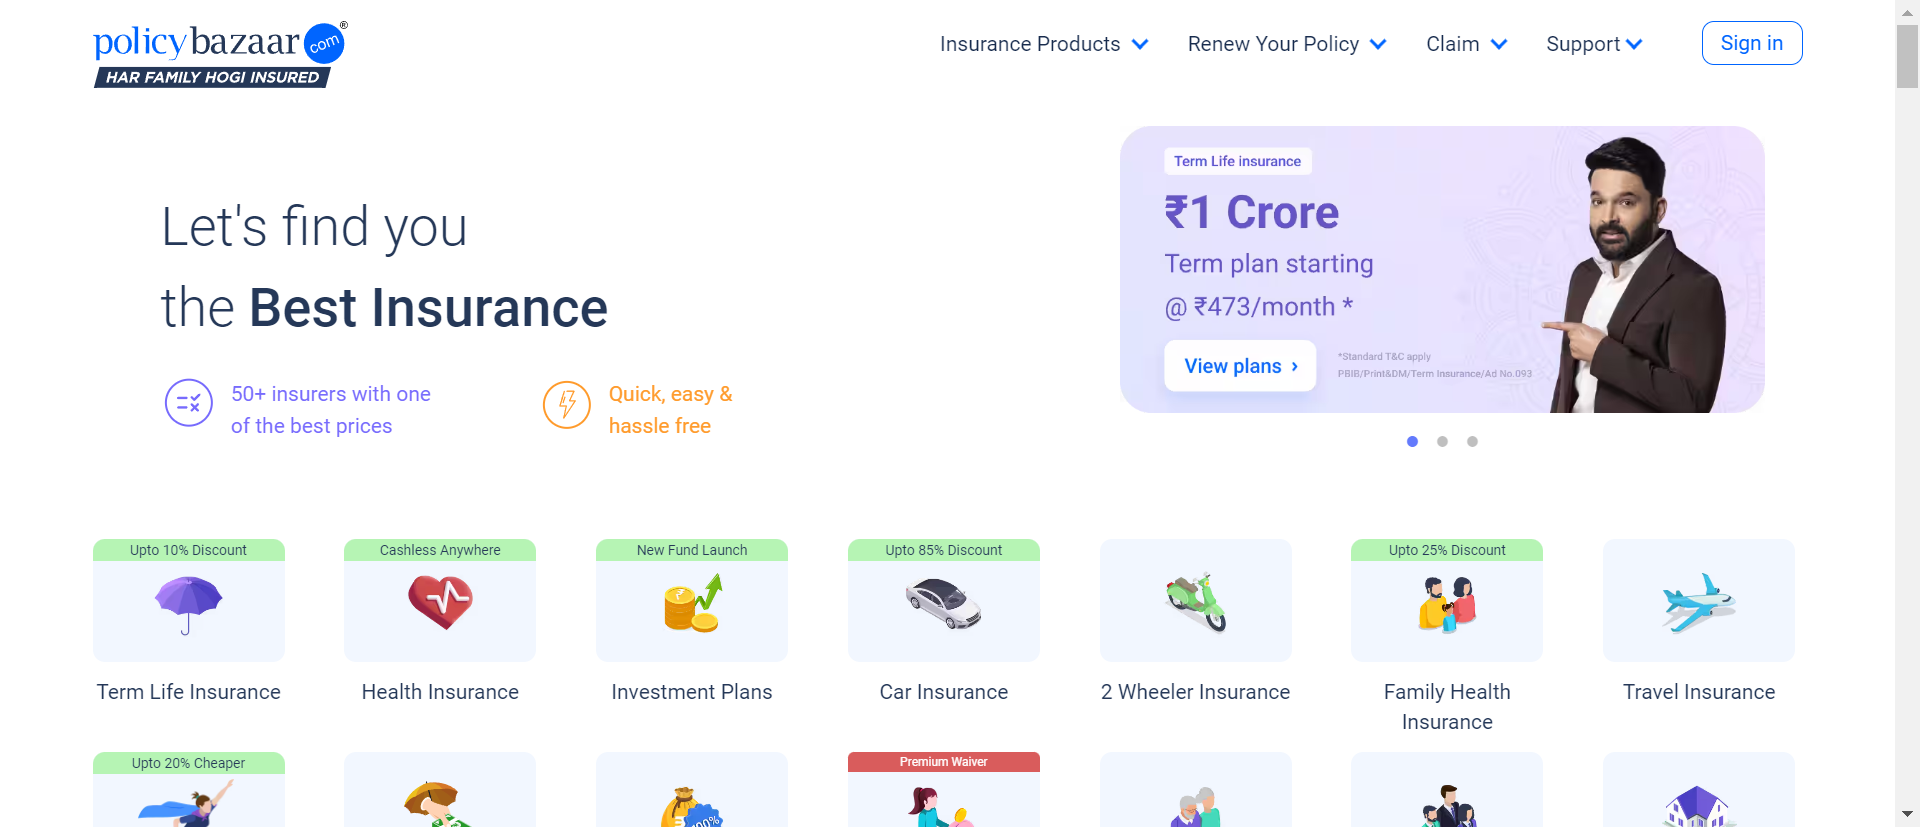 policybazaar.com®
HAR FAMILY HOGI INSURED
Insurance Products
Renew Your Policy
Claim
Support
Sign in
Let's find you
the Best Insurance
50+ insurers with one
of the best prices
Quick, easy &
hassle free
Term Life insurance
₹1 Crore
Term plan starting
@ ₹473/month *
View plans ›
*Standard T&C apply
PBIB/Print&DM/Term Insurance/Ad No.093
Upto 10% Discount
Term Life Insurance
Cashless Anywhere
Health Insurance
New Fund Launch
Investment Plans
Upto 85% Discount
Car Insurance
2 Wheeler Insurance
Upto 25% Discount
Family Health
Insurance
Travel Insurance
Upto 20% Cheaper
100%
Premium Waiver